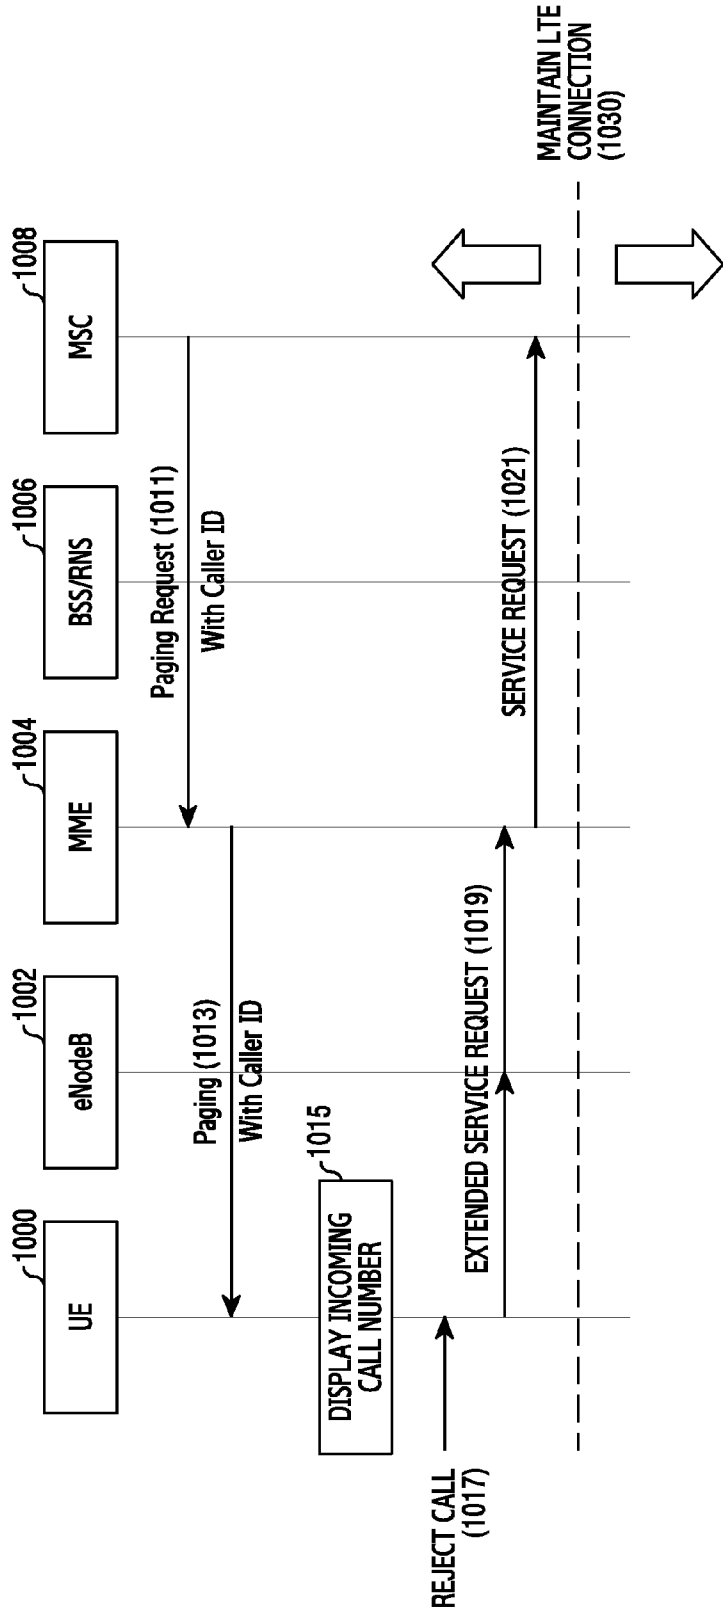 1000
UE
1002
eNodeB
1004
MME
1006
BSS/RNS
1008
MSC
Paging Request (1011)
With Caller ID
Paging (1013)
With Caller ID
1015
DISPLAY INCOMING
CALL NUMBER
REJECT CALL
(1017)
EXTENDED SERVICE REQUEST (1019)
SERVICE REQUEST (1021)
MAINTAIN LTE
CONNECTION
(1030)